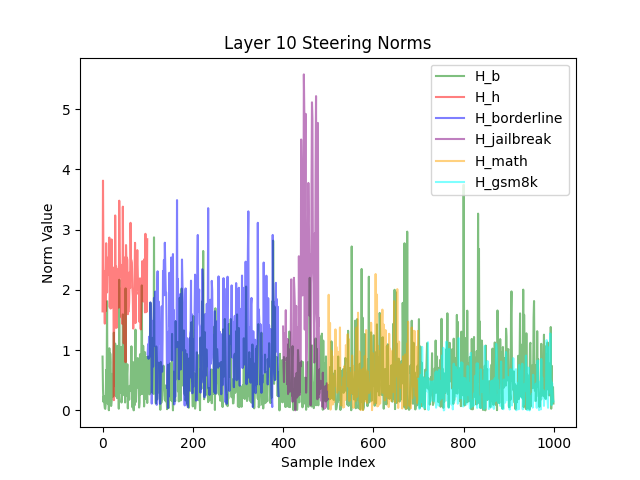 Layer 10 Steering Norms
H_b
H_h
H_borderline
H_jailbreak
H_math
H_gsm8k
Norm Value
5
4
3
2
1
0
0 200 400 600 800 1000
Sample Index